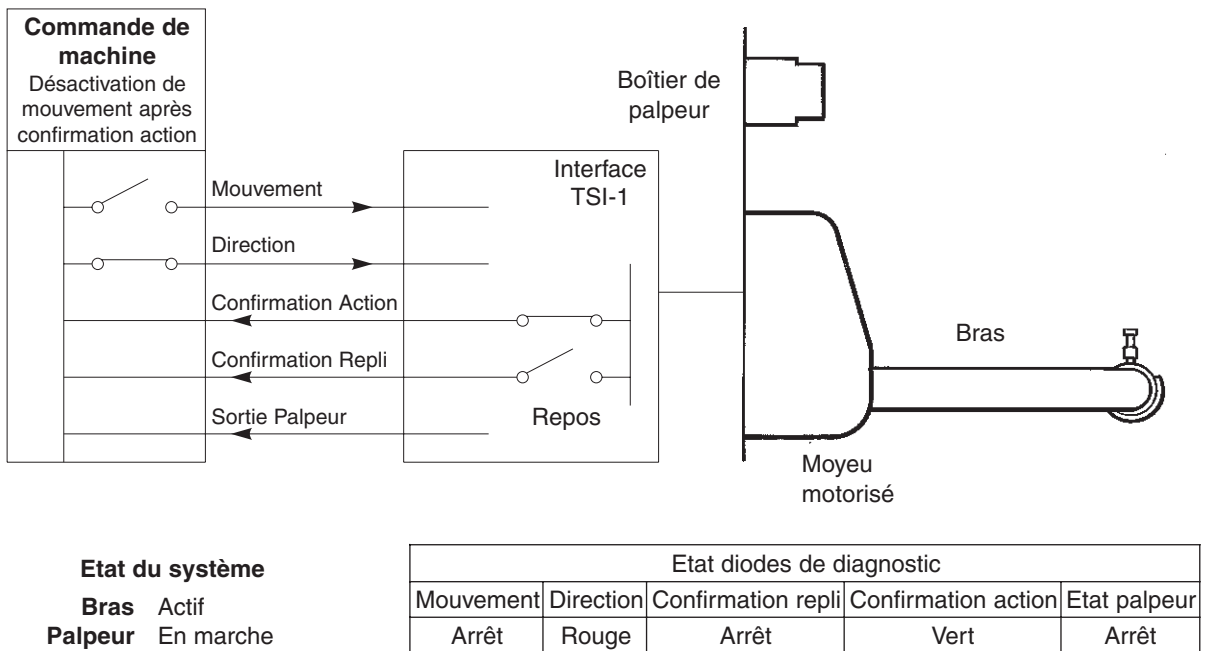 Commande de
machine
Désactivation de
mouvement après
confirmation action
Mouvement
Direction
Confirmation Action
Confirmation Repli
Sortie Palpeur
Interface
TSI-1
Repos
Boîtier de
palpeur
Bras
Moyeu
motorisé
Etat du système
Bras Actif
Palpeur En marche
Etat diodes de diagnostic
Mouvement Direction Confirmation repli Confirmation action Etat palpeur
Arrêt Rouge Arrêt Vert Arrêt